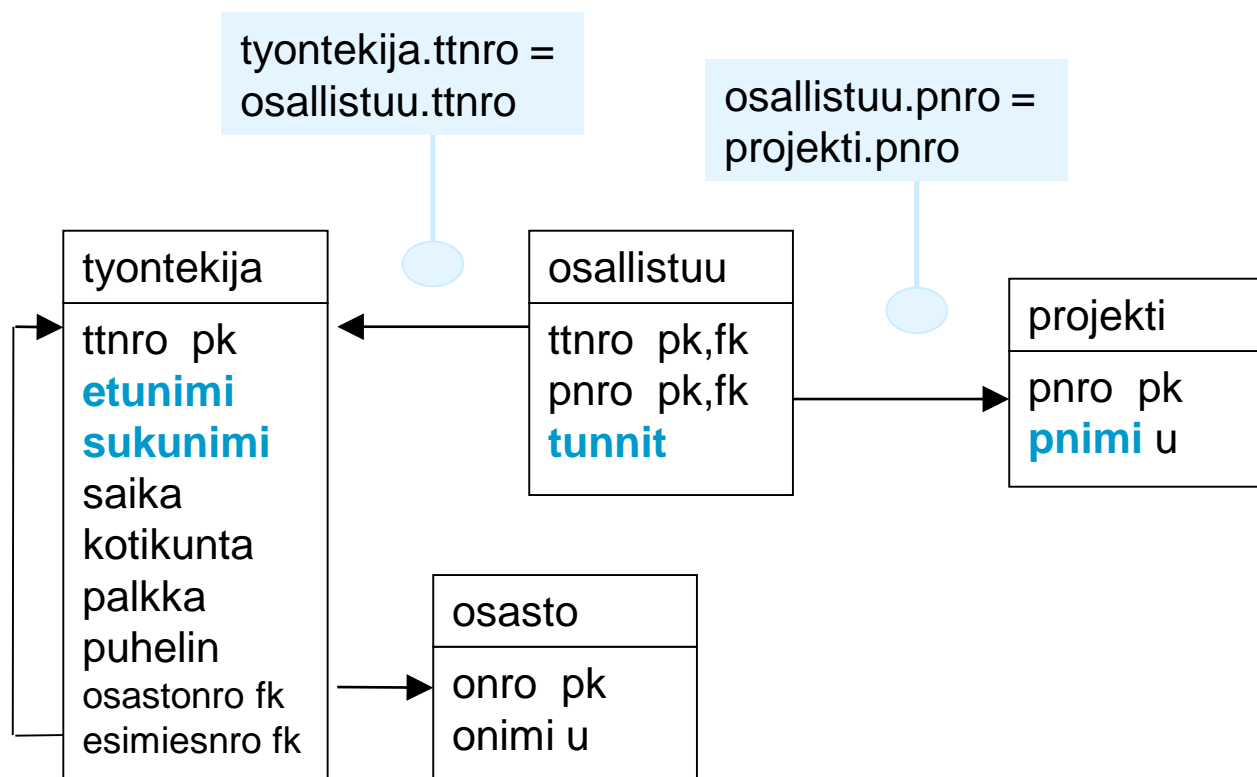 tyontekija.ttnro =
osallistuu.ttnro
osallistuu.pnro =
projekti.pnro
tyontekija
ttnro pk
etunimi
sukunimi
saika
kotikunta
palkka
puhelin
osastonro fk
esimiesnro fk
osallistuu
ttnro pk,fk
pnro pk,fk
tunnit
projekti
pnro pk
pnimi u
osasto
onro pk
onimi u